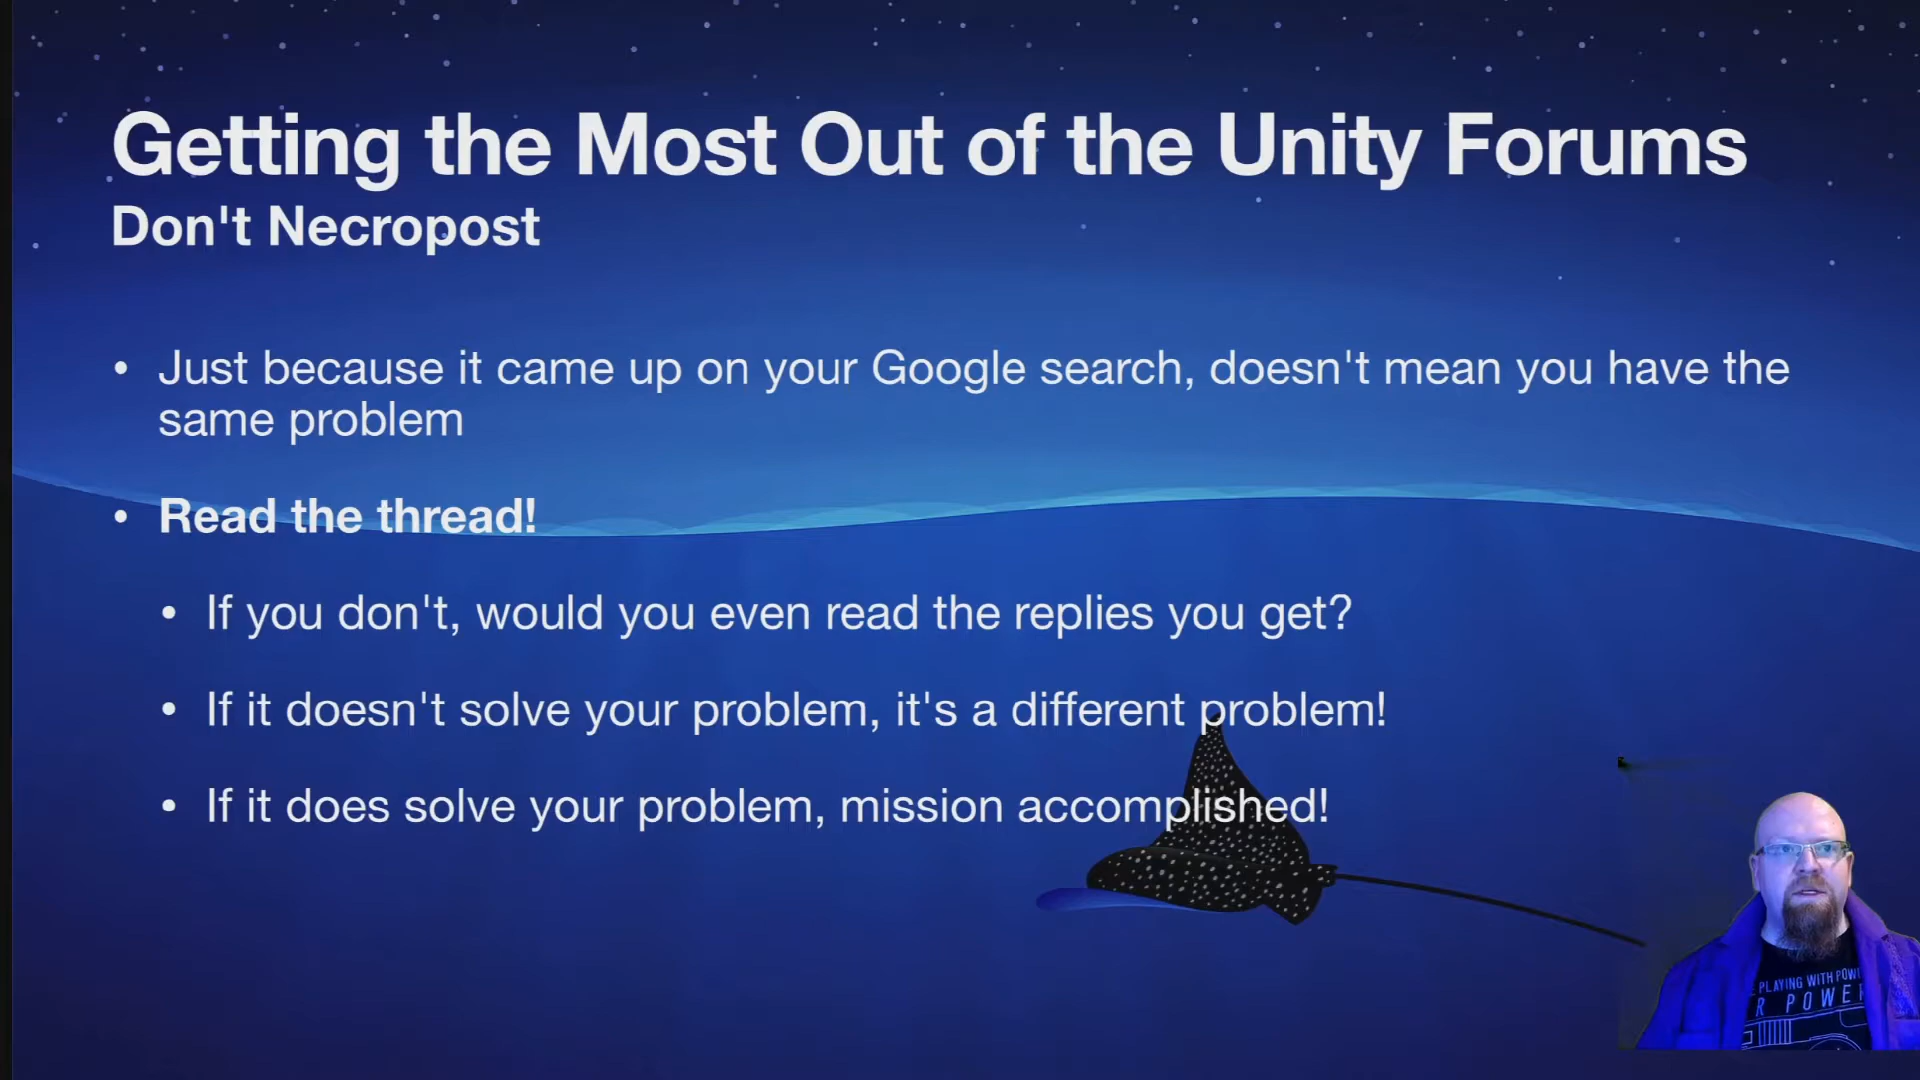 Getting the Most Out of the Unity Forums
Don't Necropost
• Just because it came up on your Google search, doesn't mean you have the
same problem
• Read the thread!
• If you don't, would you even read the replies you get?
• If it doesn't solve your problem, it's a different problem!
• If it does solve your problem, mission accomplished!
PLAYING WITH